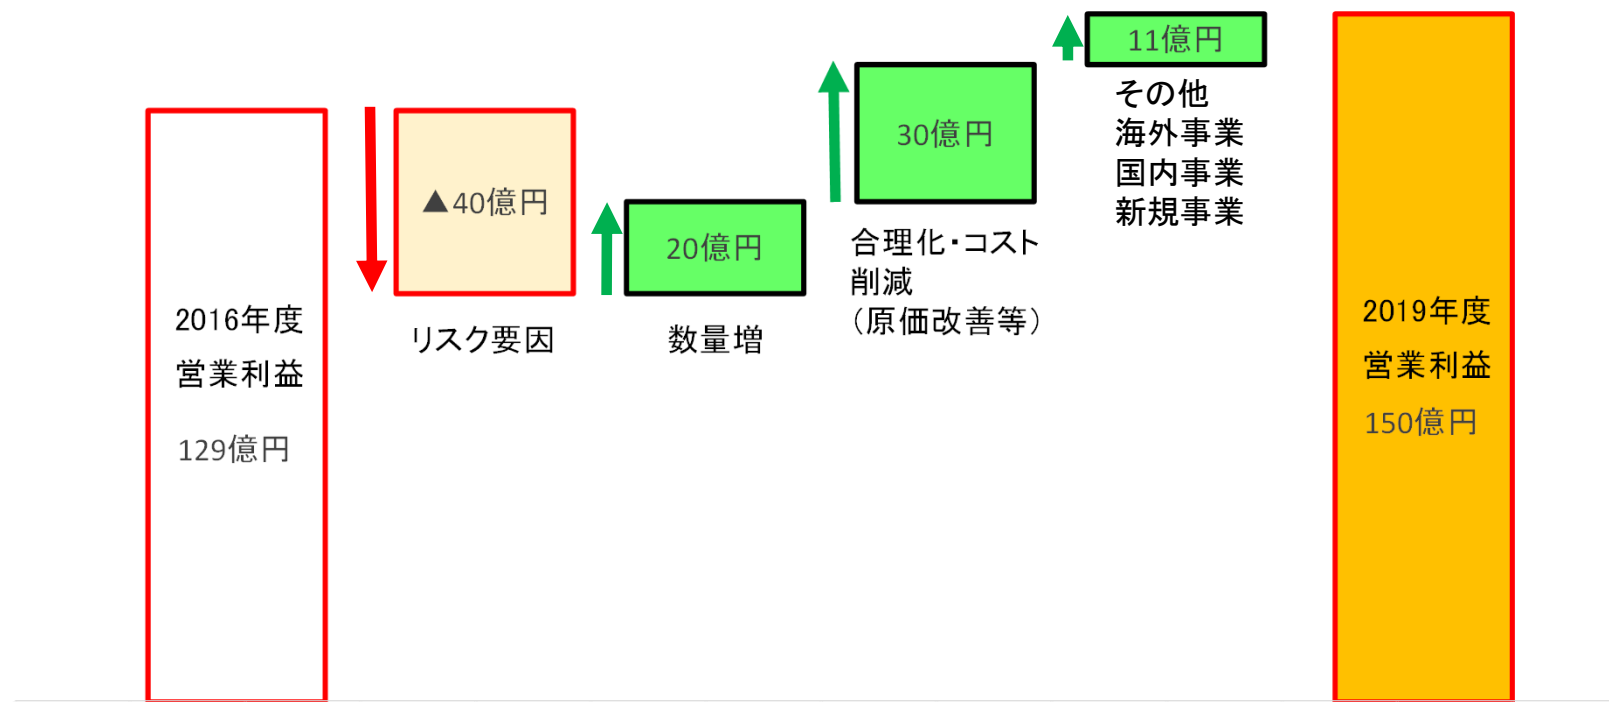 2016年度
営業利益
129億円
▲40億円
リスク要因
20億円
数量増
30億円
合理化・コスト
削減
（原価改善等）
11億円
その他
海外事業
国内事業
新規事業
2019年度
営業利益
150億円